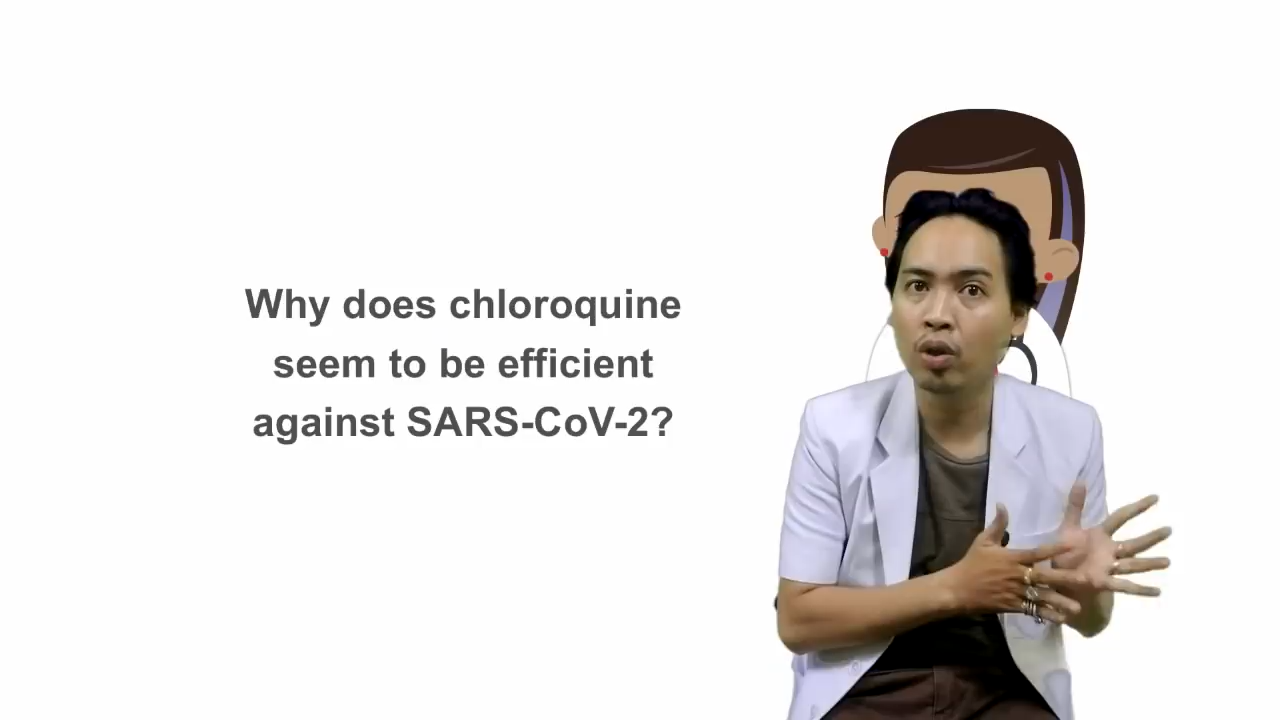 Why does chloroquine
seem to be efficient
against SARS-CoV-2?